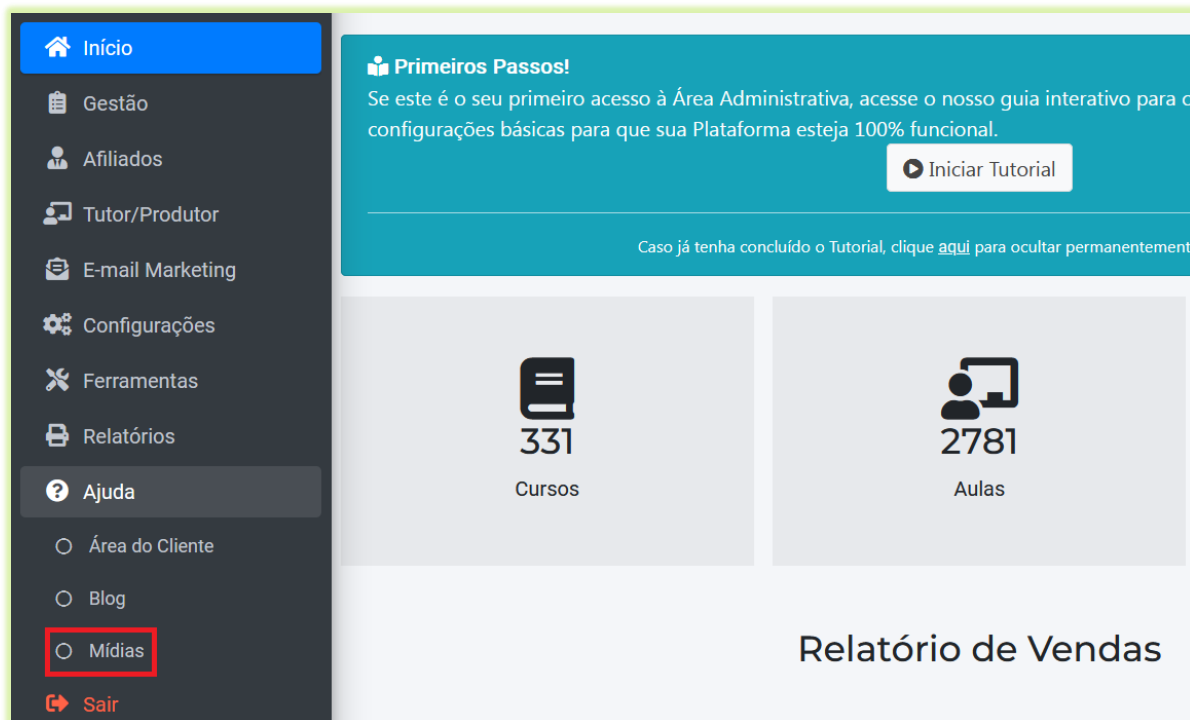 Início
Gestão
Afiliados
Tutor/Produtor
E-mail Marketing
Configurações
Ferramentas
Relatórios
Ajuda
Área do Cliente
Blog
Mídias
Sair
Primeiros Passos!
Se este é o seu primeiro acesso à Área Administrativa, acesse o nosso guia interativo para
configurações básicas para que sua Plataforma esteja 100% funcional.
Iniciar Tutorial
Caso já tenha concluído o Tutorial, clique aqui para ocultar
331
Cursos
2781
Aulas
Relatório de Vendas